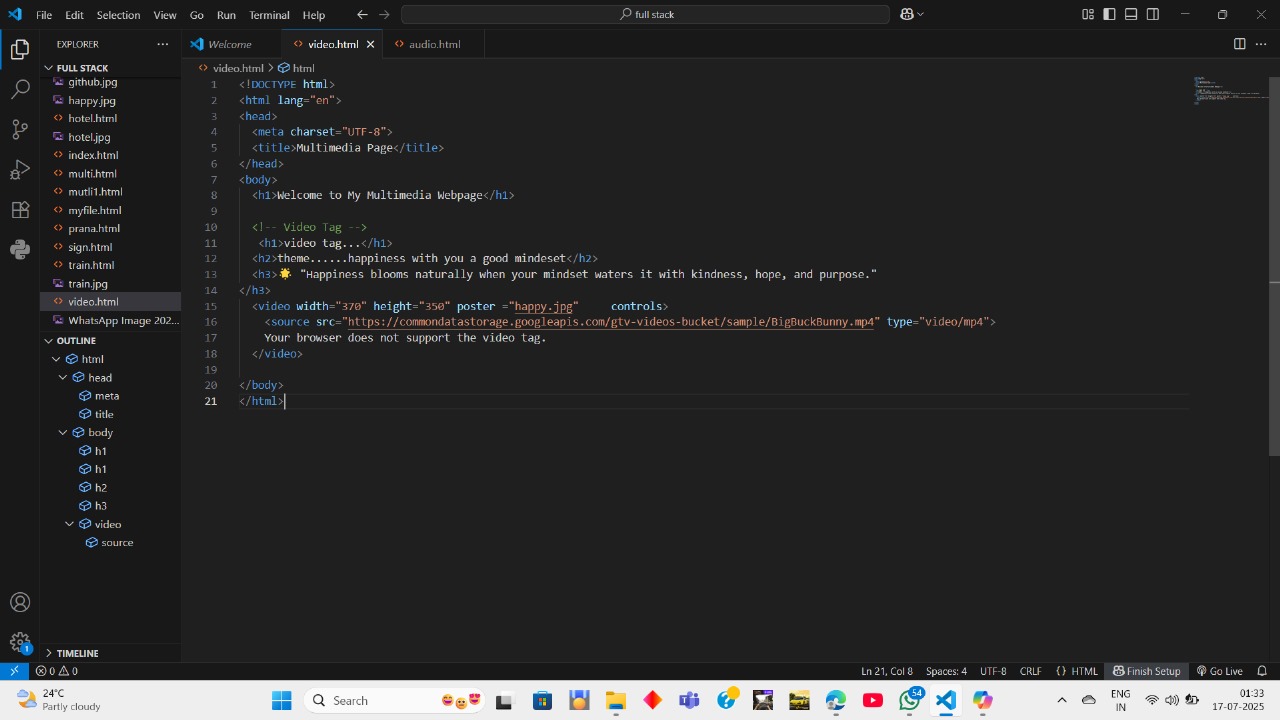 File Edit Selection View Go Run Terminal Help
full stack
EXPLORER
Welcome
video.html
audio.html
FULL STACK
github.jpg
happy.jpg
hotel.html
hotel.jpg
index.html
multi.html
mutli1.html
myfile.html
prana.html
sign.html
train.html
train.jpg
video.html
WhatsApp Image 202...
OUTLINE
html
head
meta
title
body
h1
h1
h2
h3
video
source
TIMELINE
video.html > html
1 <!DOCTYPE html>
2 <html lang="en">
3 <head>
4 <meta charset="UTF-8">
5 <title>Multimedia Page</title>
6 </head>
7 <body>
8 <h1>Welcome to My Multimedia Webpage</h1>
9
10 <!-- Video Tag -->
11 <h1>video tag...</h1>
12 <h2>theme......happiness with you a good mindeset</h2>
13 <h3>🌟 "Happiness blooms naturally when your mindset waters it with kindness, hope, and purpose."
14 </h3>
15 <video width="370" height="350" poster ="happy.jpg" controls>
16 <source src="https://commondatastorage.googleapis.com/gtv-videos-bucket/sample/BigBuckBunny.mp4" type="video/mp4">
17 Your browser does not support the video tag.
18 </video>
19
20 </body>
21 </html>
1
0 0
Ln 21, Col 8 Spaces: 4 UTF-8 CRLF {} HTML Finish Setup Go Live
24°C
Partly cloudy
Search
54
ENG
IN
01:33
17-07-2025